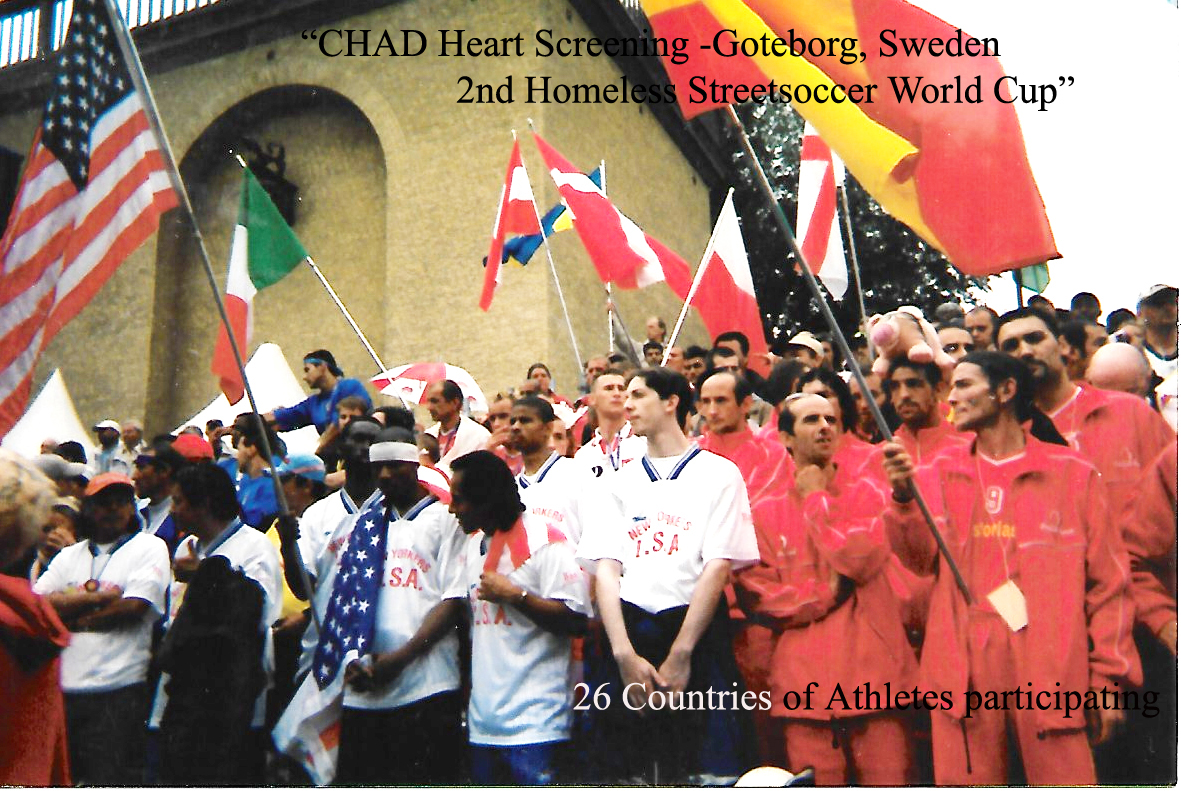 “CHAD Heart Screening -Goteborg, Sweden
2nd Homeless Streetsoccer World Cup”
NEW
U.S.A
YORKERS
S.A.
9
26 Countries of Athletes participating